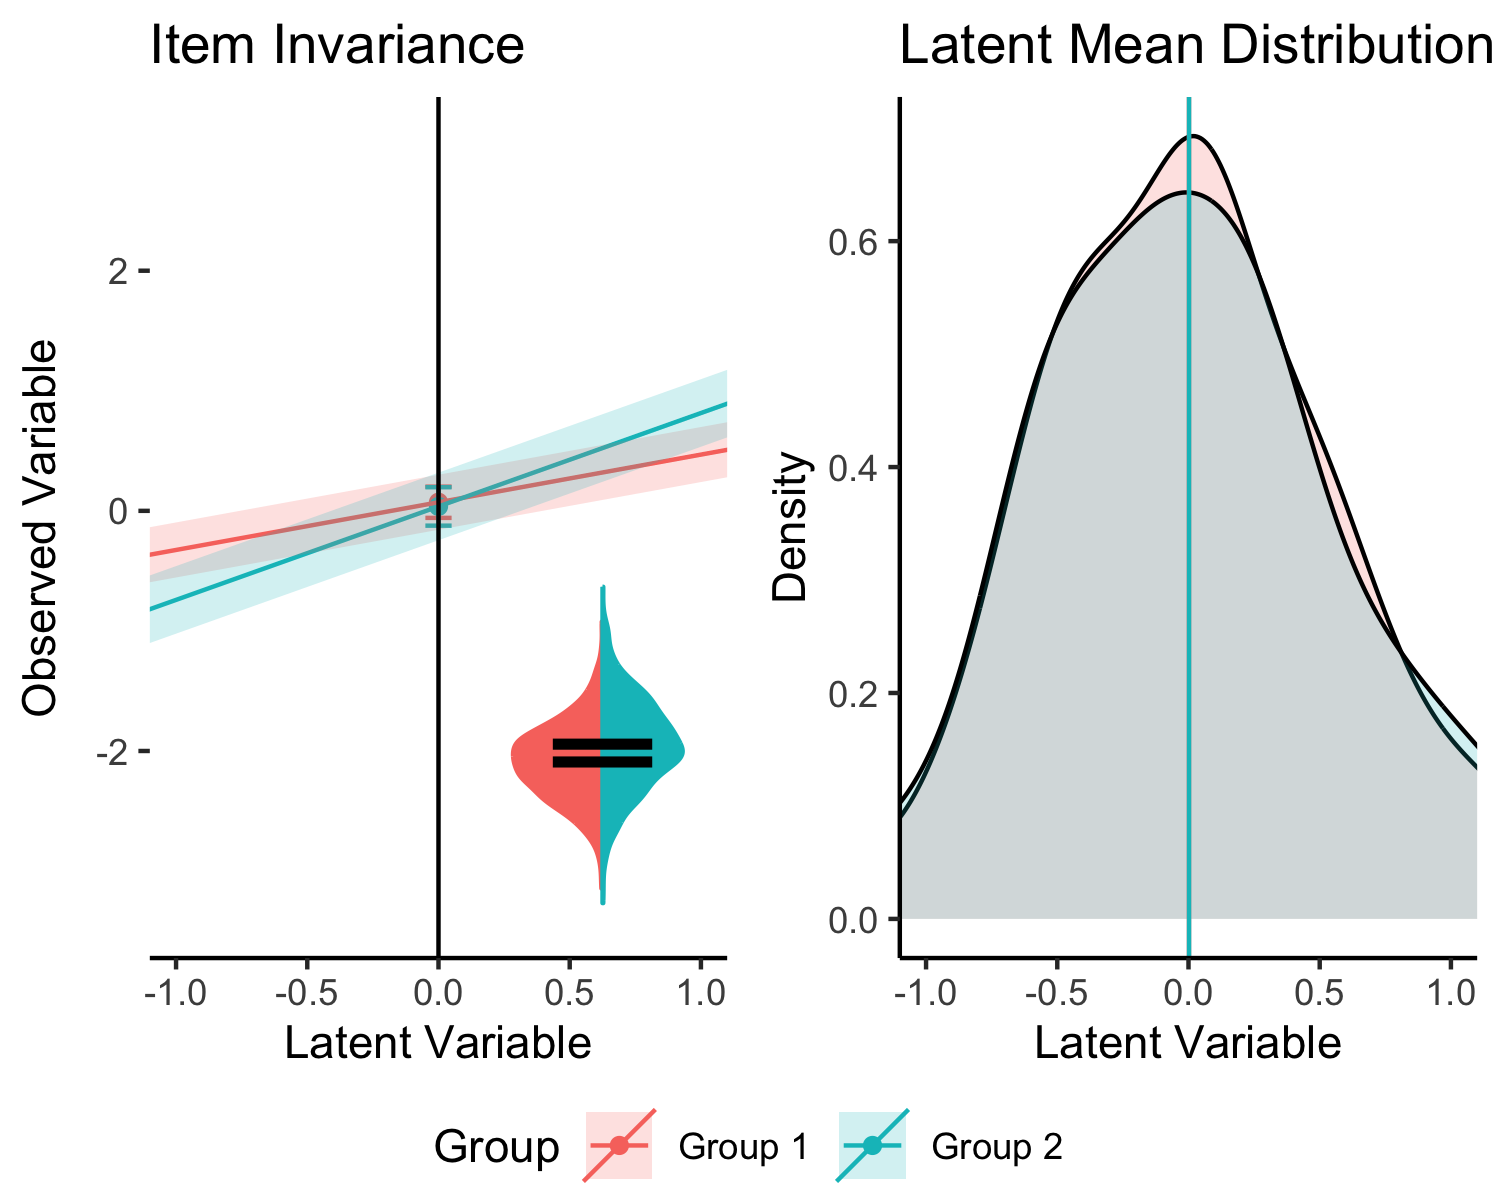 Item Invariance
Latent Mean Distribution
Observed Variable
2
0
-2
-1.0
-0.5
0.0
0.5
1.0
Latent Variable
Density
0.6
0.4
0.2
0.0
-1.0
-0.5
0.0
0.5
1.0
Latent Variable
Group
Group 1
Group 2